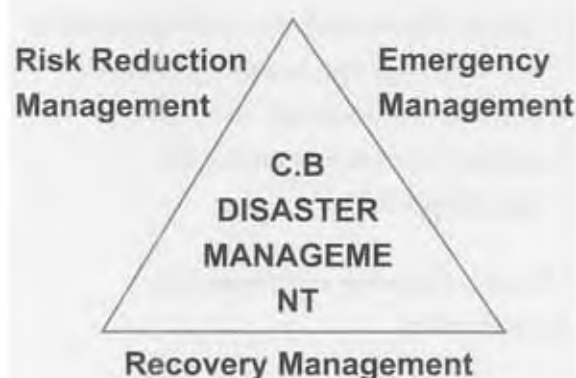 Risk Reduction
Management
Emergency
Management
C.B
DISASTER
MANAGEME
NT
Recovery Management